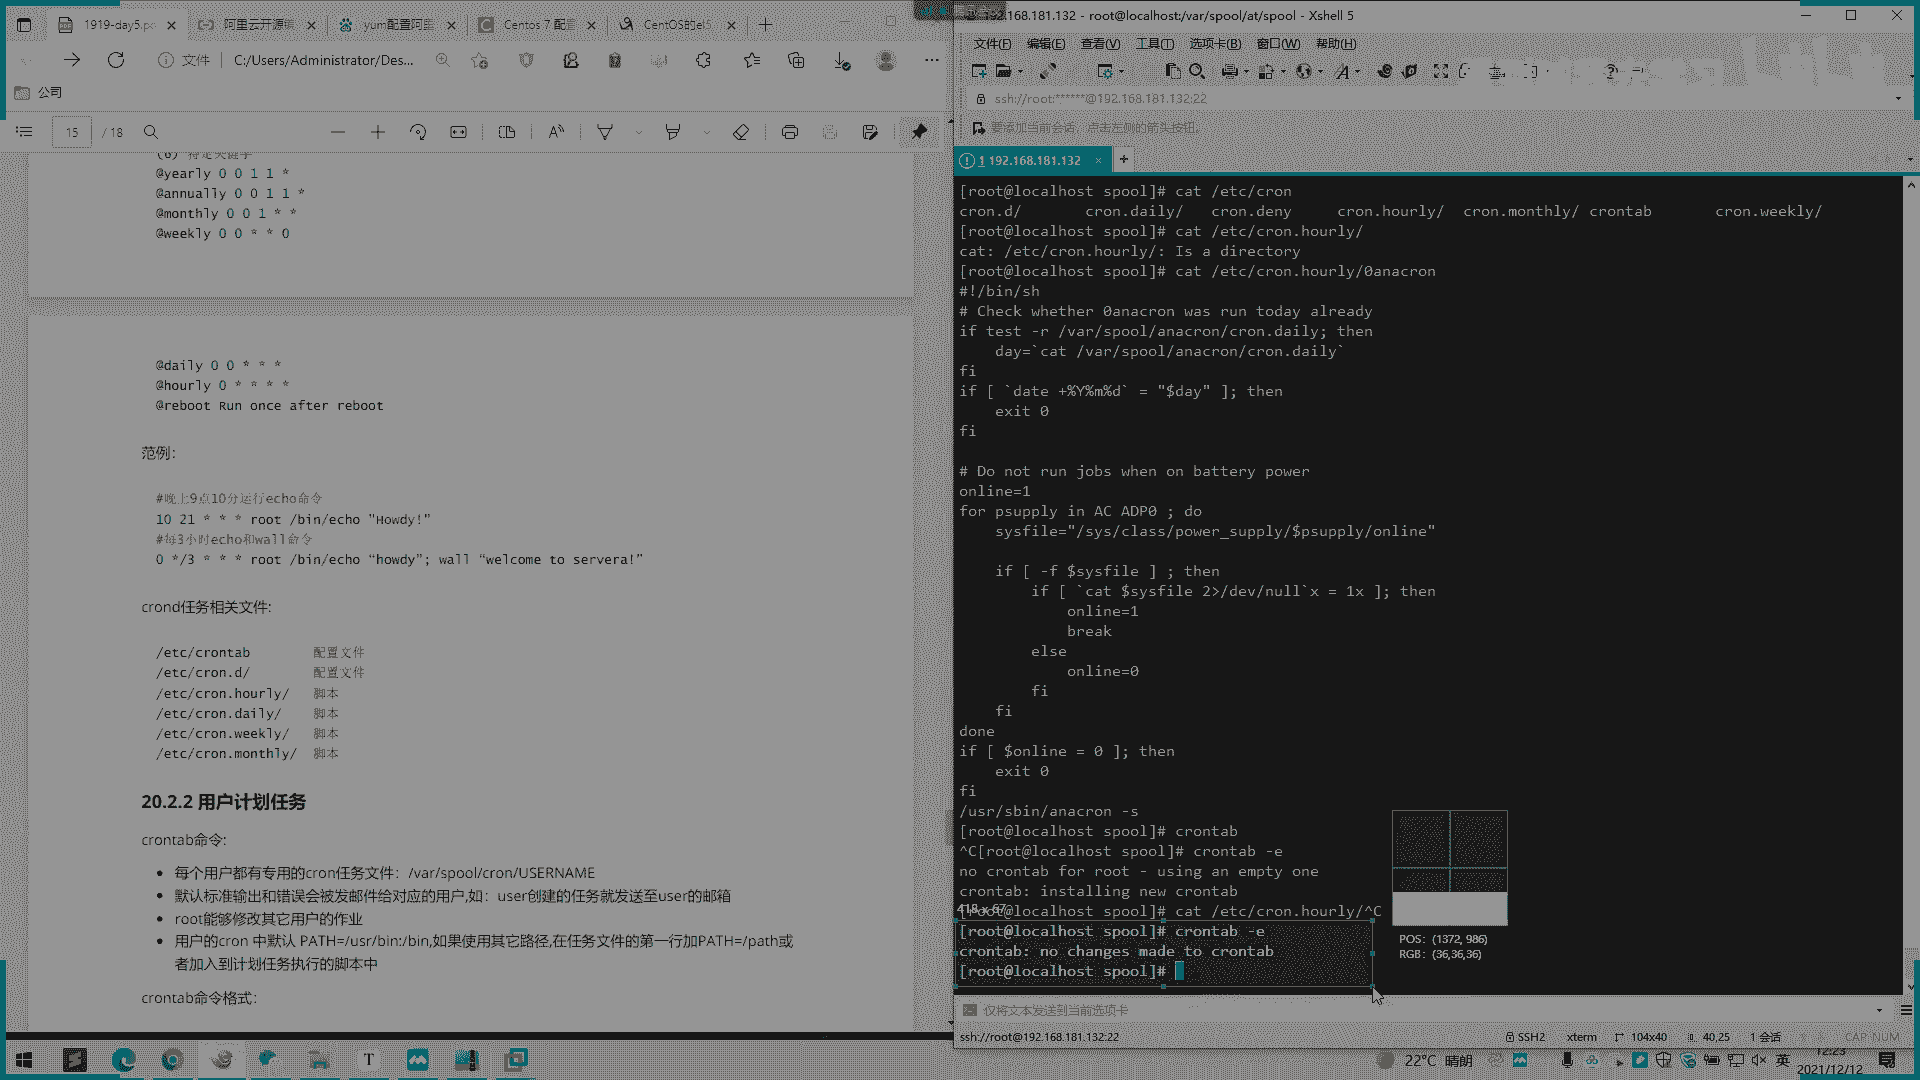 1919-day5.p
阿里云开源镜
yum配置阿里
Centos 7 配置
CentOS的el5
文件
C:/Users/Administrator/Des...
公司
15 / 18
(6) 特定关键字
@yearly 0 0 1 1 *
@annually 0 0 1 1 *
@monthly 0 0 1 * *
@weekly 0 0 * * 0
@daily 0 0 * * *
@hourly 0 * * * *
@reboot Run once after reboot
范例:
#晚上9点10分运行echo命令
10 21 * * * root /bin/echo "Howdy!"
#每3小时echo和wall命令
0 */3 * * * root /bin/echo “howdy”; wall “welcome to servera!”
crond任务相关文件:
/etc/crontab 配置文件
/etc/cron.d/ 配置文件
/etc/cron.hourly/ 脚本
/etc/cron.daily/ 脚本
/etc/cron.weekly/ 脚本
/etc/cron.monthly/ 脚本
20.2.2 用户计划任务
crontab命令:
• 每个用户都有专用的cron任务文件: /var/spool/cron/USERNAME
• 默认标准输出和错误会被发邮件给对应的用户,如: user创建的任务就发送至user的邮箱
• root能够修改其它用户的作业
• 用户的cron 中默认 PATH=/usr/bin:/bin,如果使用其它路径,在任务文件的第一行加PATH=/path或
者加入到计划任务执行的脚本中
crontab命令格式:
192.168.181.132 - root@localhost:/var/spool/at/spool - Xshell 5
文件(F) 编辑(E) 查看(V) 工具(T) 选项卡(B) 窗口(W) 帮助(H)
ssh://root:******@192.168.181.132:22
要添加当前会话，点击左侧的箭头按钮。
1 192.168.181.132
[root@localhost spool]# cat /etc/cron
cron.d/ cron.daily/ cron.deny cron.hourly/ cron.monthly/ crontab cron.weekly/
[root@localhost spool]# cat /etc/cron.hourly/
cat: /etc/cron.hourly/: Is a directory
[root@localhost spool]# cat /etc/cron.hourly/0anacron
#!/bin/sh
# Check whether 0anacron was run today already
if test -r /var/spool/anacron/cron.daily; then
    day=`cat /var/spool/anacron/cron.daily`
fi
if [ `date +%Y%m%d` = "$day" ]; then
    exit 0
fi
# Do not run jobs when on battery power
online=1
for psupply in AC ADP0 ; do
    sysfile="/sys/class/power_supply/$psupply/online"
    if [ -f $sysfile ] ; then
        if [ `cat $sysfile 2>/dev/null`x = 1x ]; then
            online=1
            break
        else
            online=0
        fi
    fi
done
if [ $online = 0 ]; then
    exit 0
fi
/usr/sbin/anacron -s
[root@localhost spool]# crontab
^C[root@localhost spool]# crontab -e
no crontab for root - using an empty one
crontab: installing new crontab
[root@localhost spool]# cat /etc/cron.hourly/^C
418 x 67
[root@localhost spool]# crontab -e
crontab: no changes made to crontab
[root@localhost spool]#
POS: (1372, 986)
RGB: (36,36,36)
仅将文本发送到当前选项卡
ssh://root@192.168.181.132:22 SSH2 xterm 104x40 40,25 1 会话 CAP NUM
22°C 晴朗 英 12:23
2021/12/12